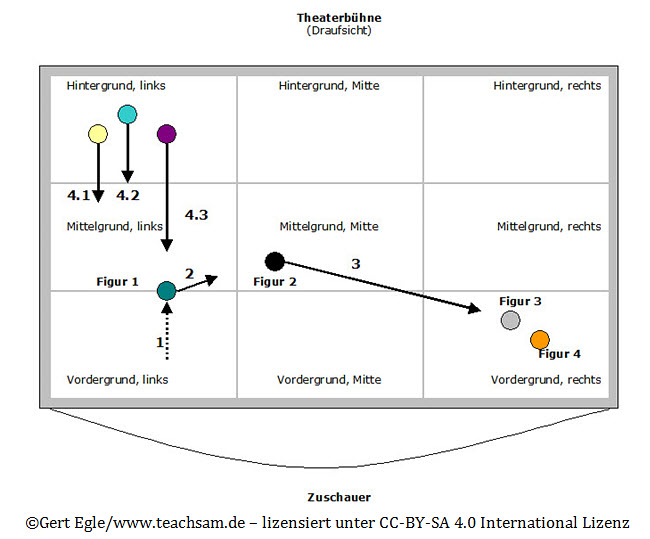 Theaterbühne
(Draufsicht)
Hintergrund, links
Hintergrund, Mitte
Hintergrund, rechts
4.1
4.2
4.3
Mittelgrund, links
Mittelgrund, Mitte
Mittelgrund, rechts
Figur 1
2
Figur 2
3
Figur 3
1
Figur 4
Vordergrund, links
Vordergrund, Mitte
Vordergrund, rechts
Zuschauer
©Gert Egle/www.teachsam.de – lizensiert unter CC-BY-SA 4.0 International Lizenz